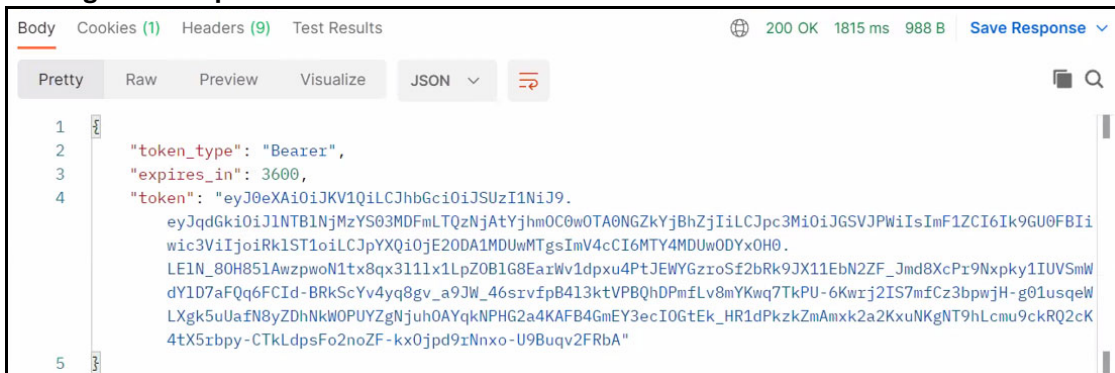 Body Cookies (1) Headers (9) Test Results 200 OK 1815 ms 988 B Save Response
Pretty Raw Preview Visualize JSON
1 {
2 "token_type": "Bearer",
3 "expires_in": 3600,
4 "token": "eyJ0eXAiOiJKV1QiLCJhbGciOiJSUzI1NiJ9.
eyJqdGkiOiJlNTBlNjMzYS03MDFmLTQzNjAtYjhmOC0wOTA0NGZkYjBhZjIiLCJpc3MiOiJGSVJPWiIsImF1ZCI6Ik9GU0FBIi
wic3ViIjoiRklST1oiLCJpYXQiOjE2ODA1MDUwMTgsImV4cCI6MTY4MDUwODYxOH0.
LElN_8OH85lAwzpwoN1tx8qx3l1lx1LpZOBlG8EarWv1dpxu4PtJEWYGzroSf2bRk9JX11EbN2ZF_Jmd8XcPr9Nxpky1IUVSmW
dYlD7aFQq6FCId-BRkScYv4yq8gv_a9JW_46srvfpB4l3ktVPBQhDPmfLv8mYKwq7TkPU-6Kwrj2IS7mfCz3bpwjH-g01usqeW
LXgk5uUafN8yZDhNkWOPUYZgNjuhOAYqkNPHG2a4KAFB4GmEY3ecIOGtEk_HR1dPkzkZmAmxk2a2KxuNKgNT9hLcmu9ckRQ2cK
4tX5rbpy-CTkLdpsFo2noZF-kxOjpd9rNnxo-U9Buqv2FRbA"
5 }